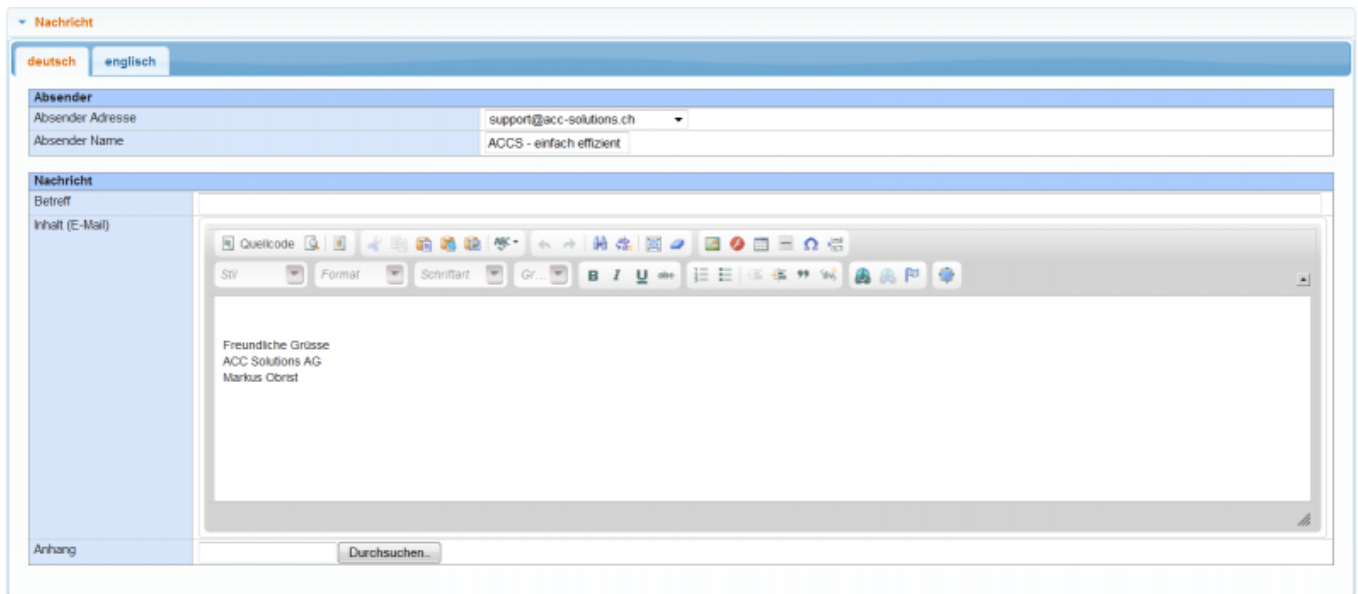 Nachricht
deutsch englisch
Absender
Absender Adresse support@acc-solutions.ch
Absender Name ACCS - einfach effizient
Nachricht
Betreff
Inhalt (E-Mail)
Quellcode
Stil Format Schriftart Gr... B I U abc
Freundliche Grüsse
ACC Solutions AG
Markus Obrist
Anhang Durchsuchen...